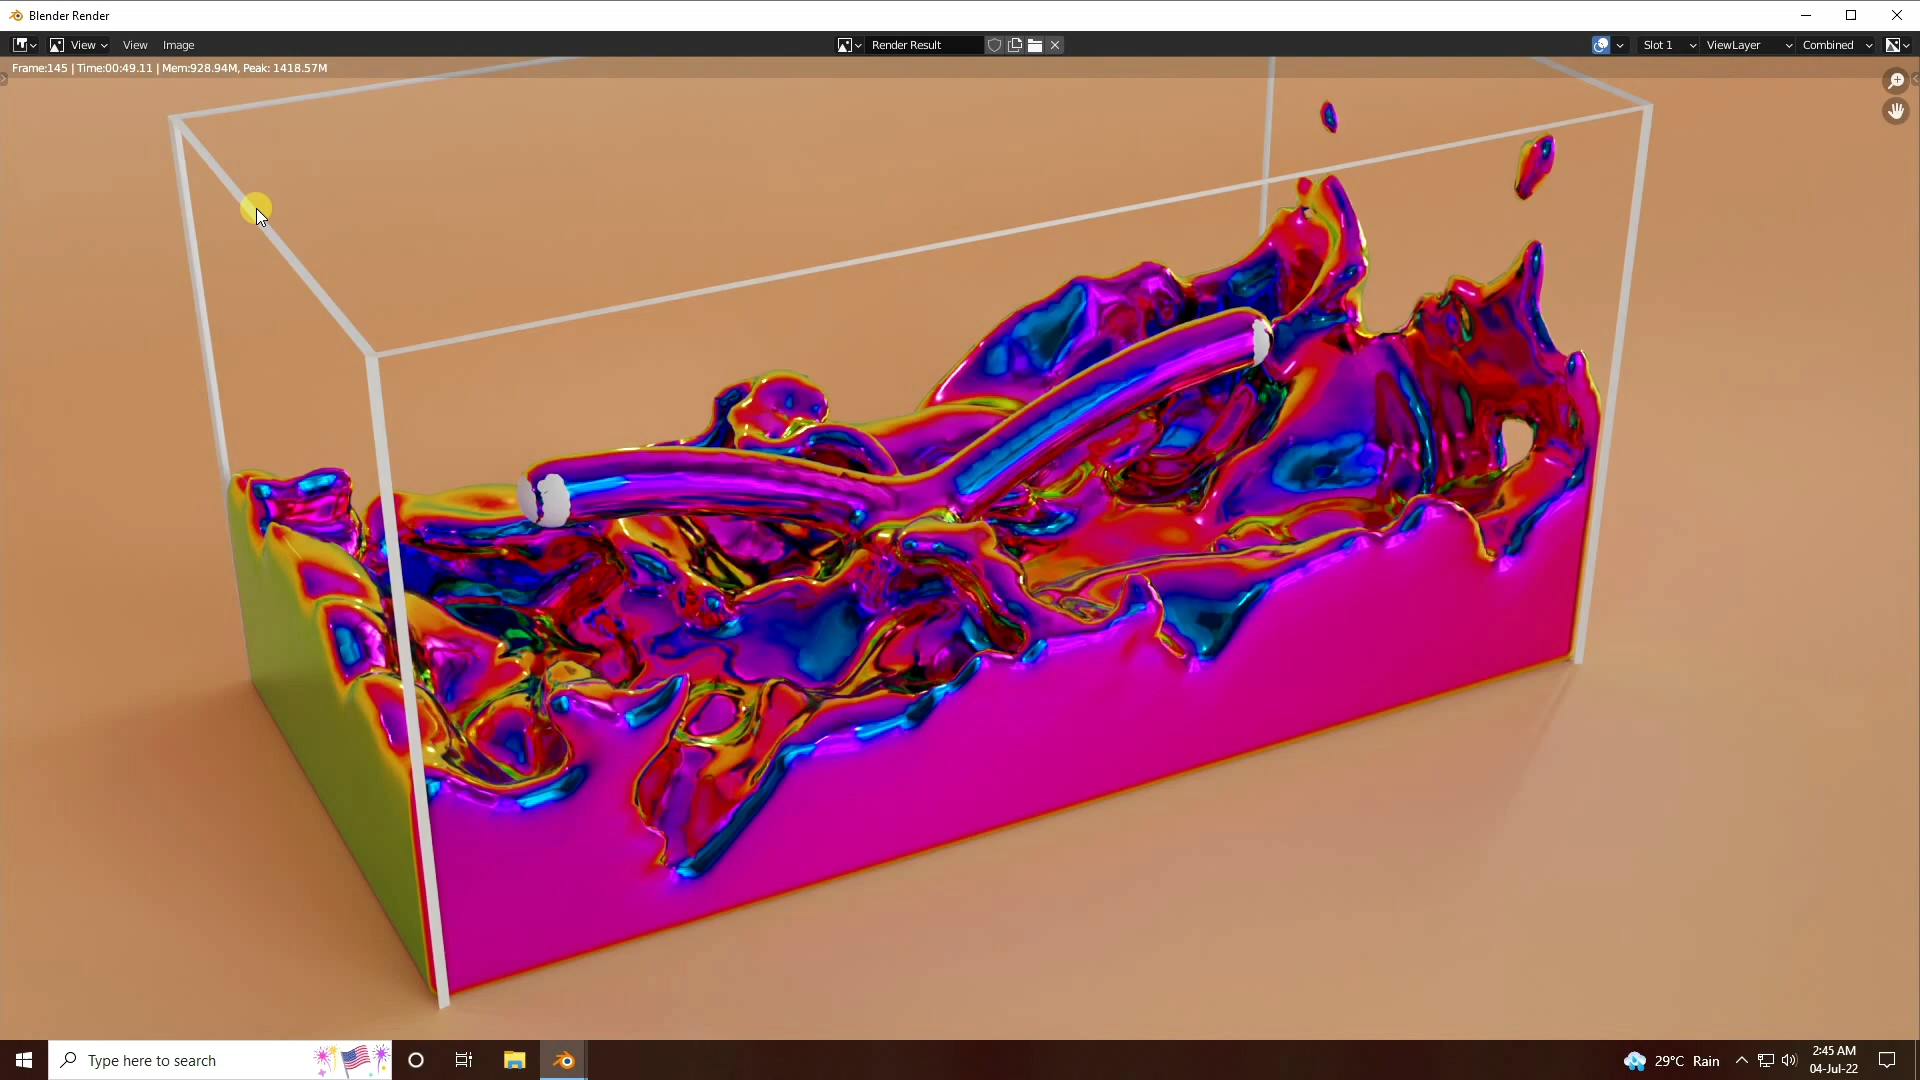 Blender Render
View View Image Render Result Slot 1 ViewLayer Combined
Frame:145 | Time:00:49.11 | Mem:928.94M, Peak: 1418.57M
Type here to search
29°C Rain
2:45 AM
04-Jul-22